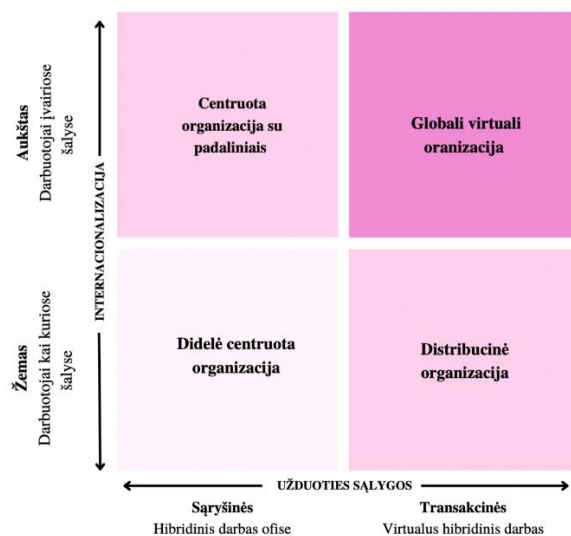 Aukštas
Darbuotojai įvairiose
šalyse
INTERNACIONALIZACIJA
Centruota
organizacija su
padaliniais
Globali virtuali
oranizacija
Žemas
Darbuotojai kai kuriose
šalyse
Didelė centruota
organizacija
Distribucinė
organizacija
UŽDUOTIES SĄLYGOS
Sąryšinės
Hibridinis darbas ofise
Transakcinės
Virtualus hibridinis darbas